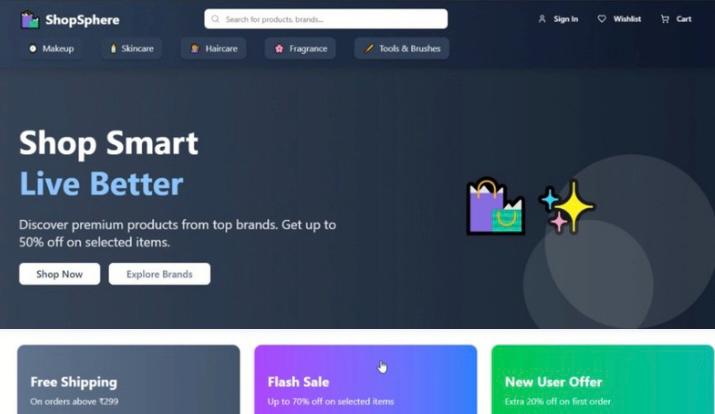 ShopSphere
Search for products, brands...
Sign In
Wishlist
Cart
Makeup
Skincare
Haircare
Fragrance
Tools & Brushes
Shop Smart
Live Better
Discover premium products from top brands. Get up to
50% off on selected items.
Shop Now
Explore Brands
Free Shipping
On orders above ₹299
Flash Sale
Up to 70% off on selected items
New User Offer
Extra 20% off on first order